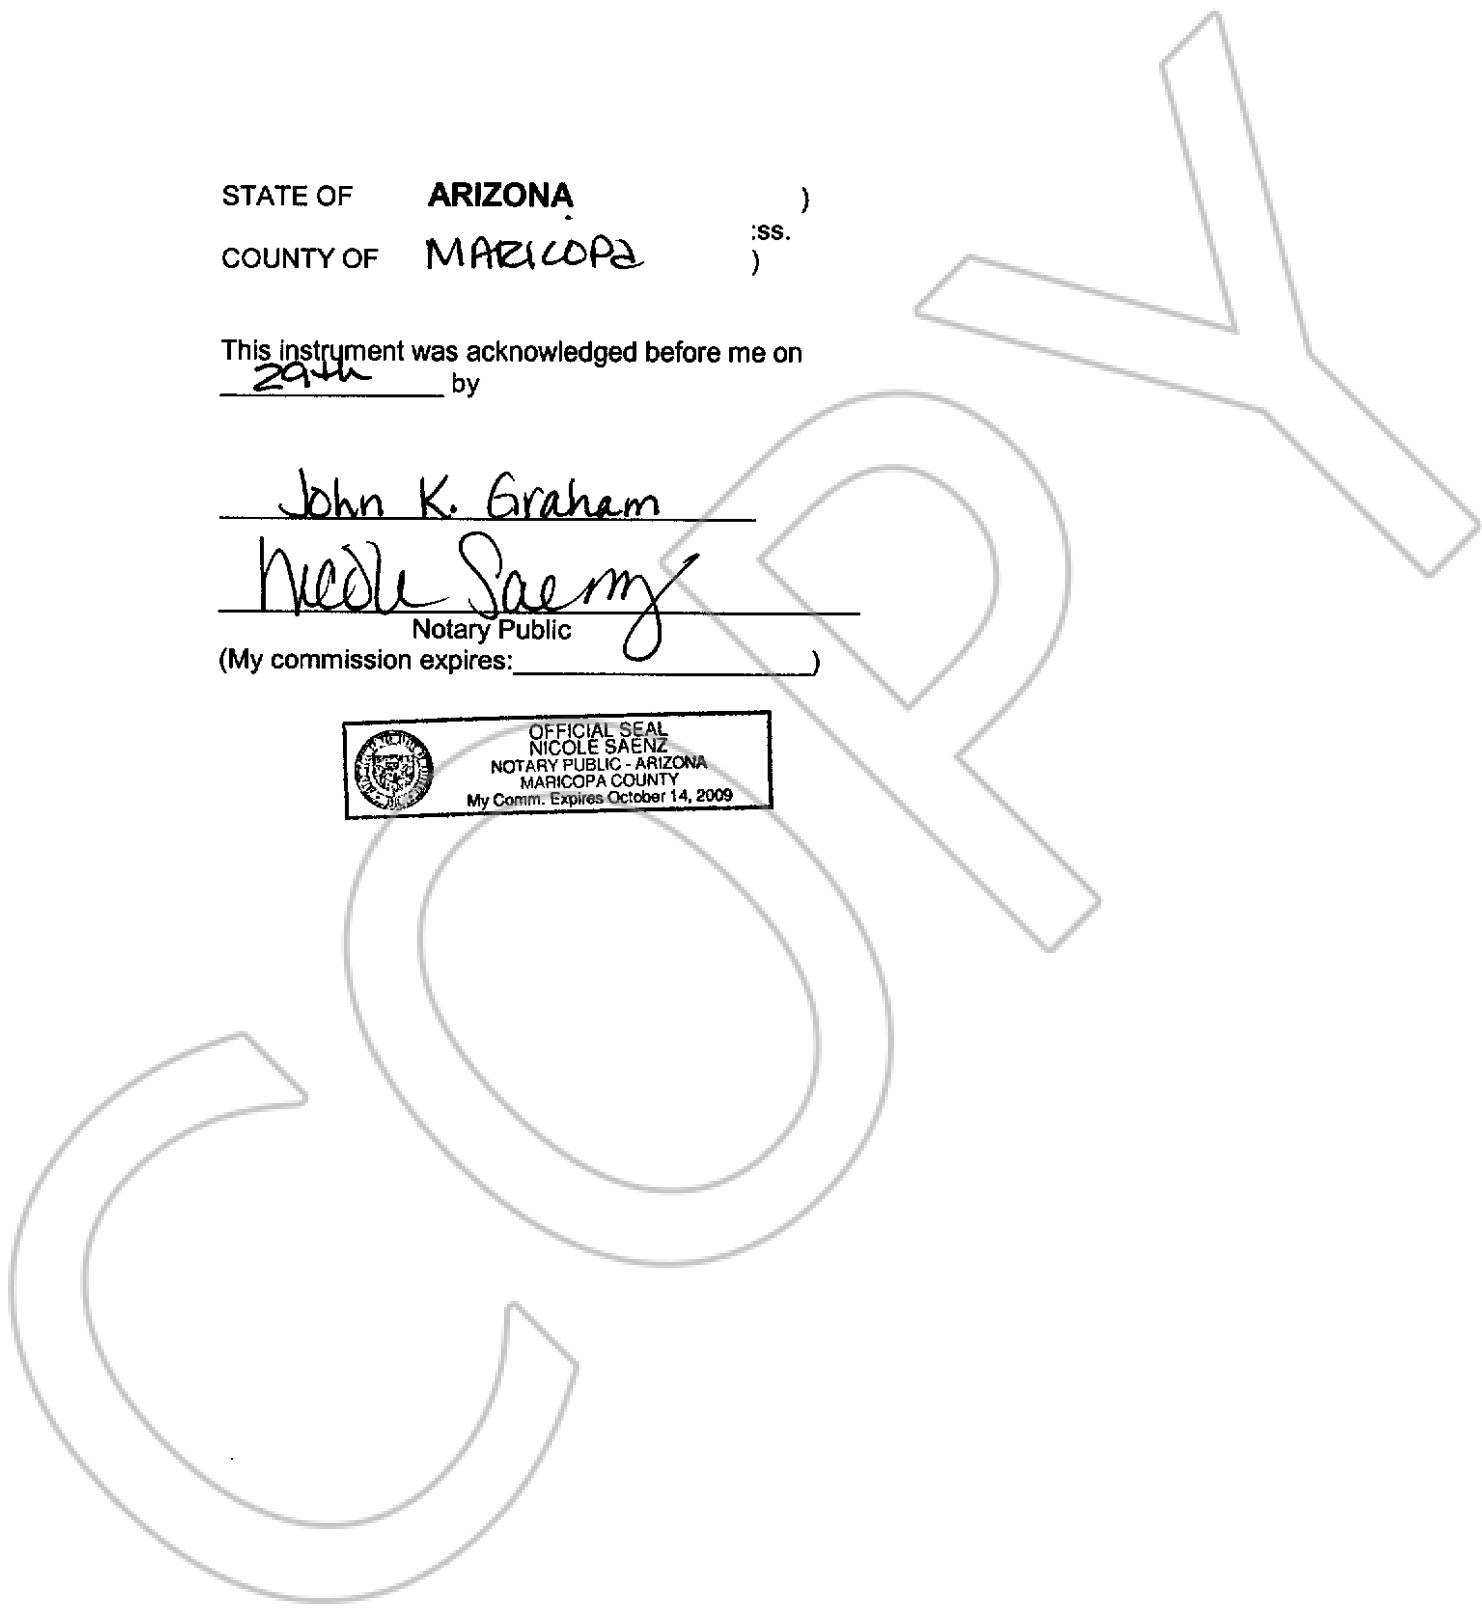 STATE OF ARIZONA )
:ss.
COUNTY OF MARICOPA )
This instrument was acknowledged before me on
29th by
John K. Graham
Nicole Saenz
Notary Public
(My commission expires: )
OFFICIAL SEAL
NICOLE SAENZ
NOTARY PUBLIC - ARIZONA
MARICOPA COUNTY
My Comm. Expires October 14, 2009
COPY